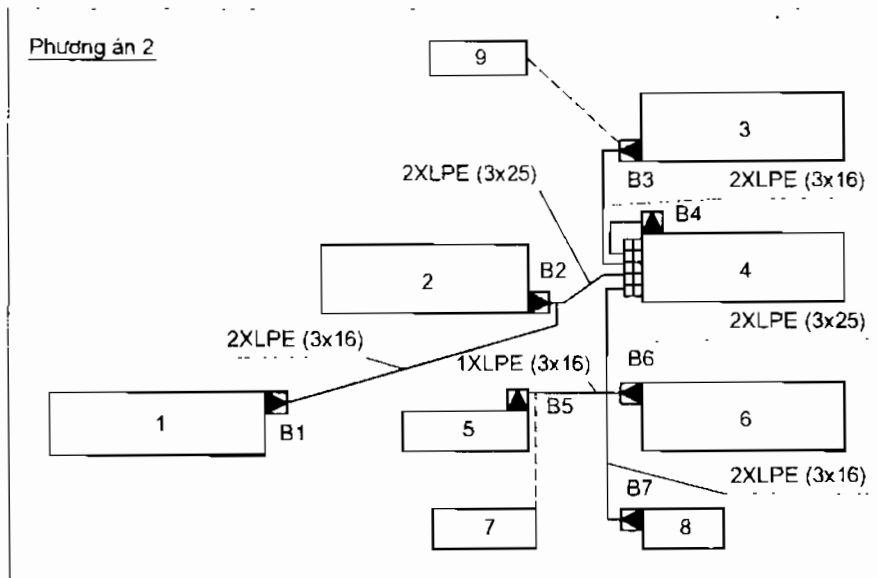 Phương án 2
9
3
2XLPE (3x25)
B3
2XLPE (3x16)
B4
2
B2
4
2XLPE (3x16)
2XLPE (3x25)
1XLPE (3x16)
B6
1
B1
5
B5
6
B7
2XLPE (3x16)
7
8